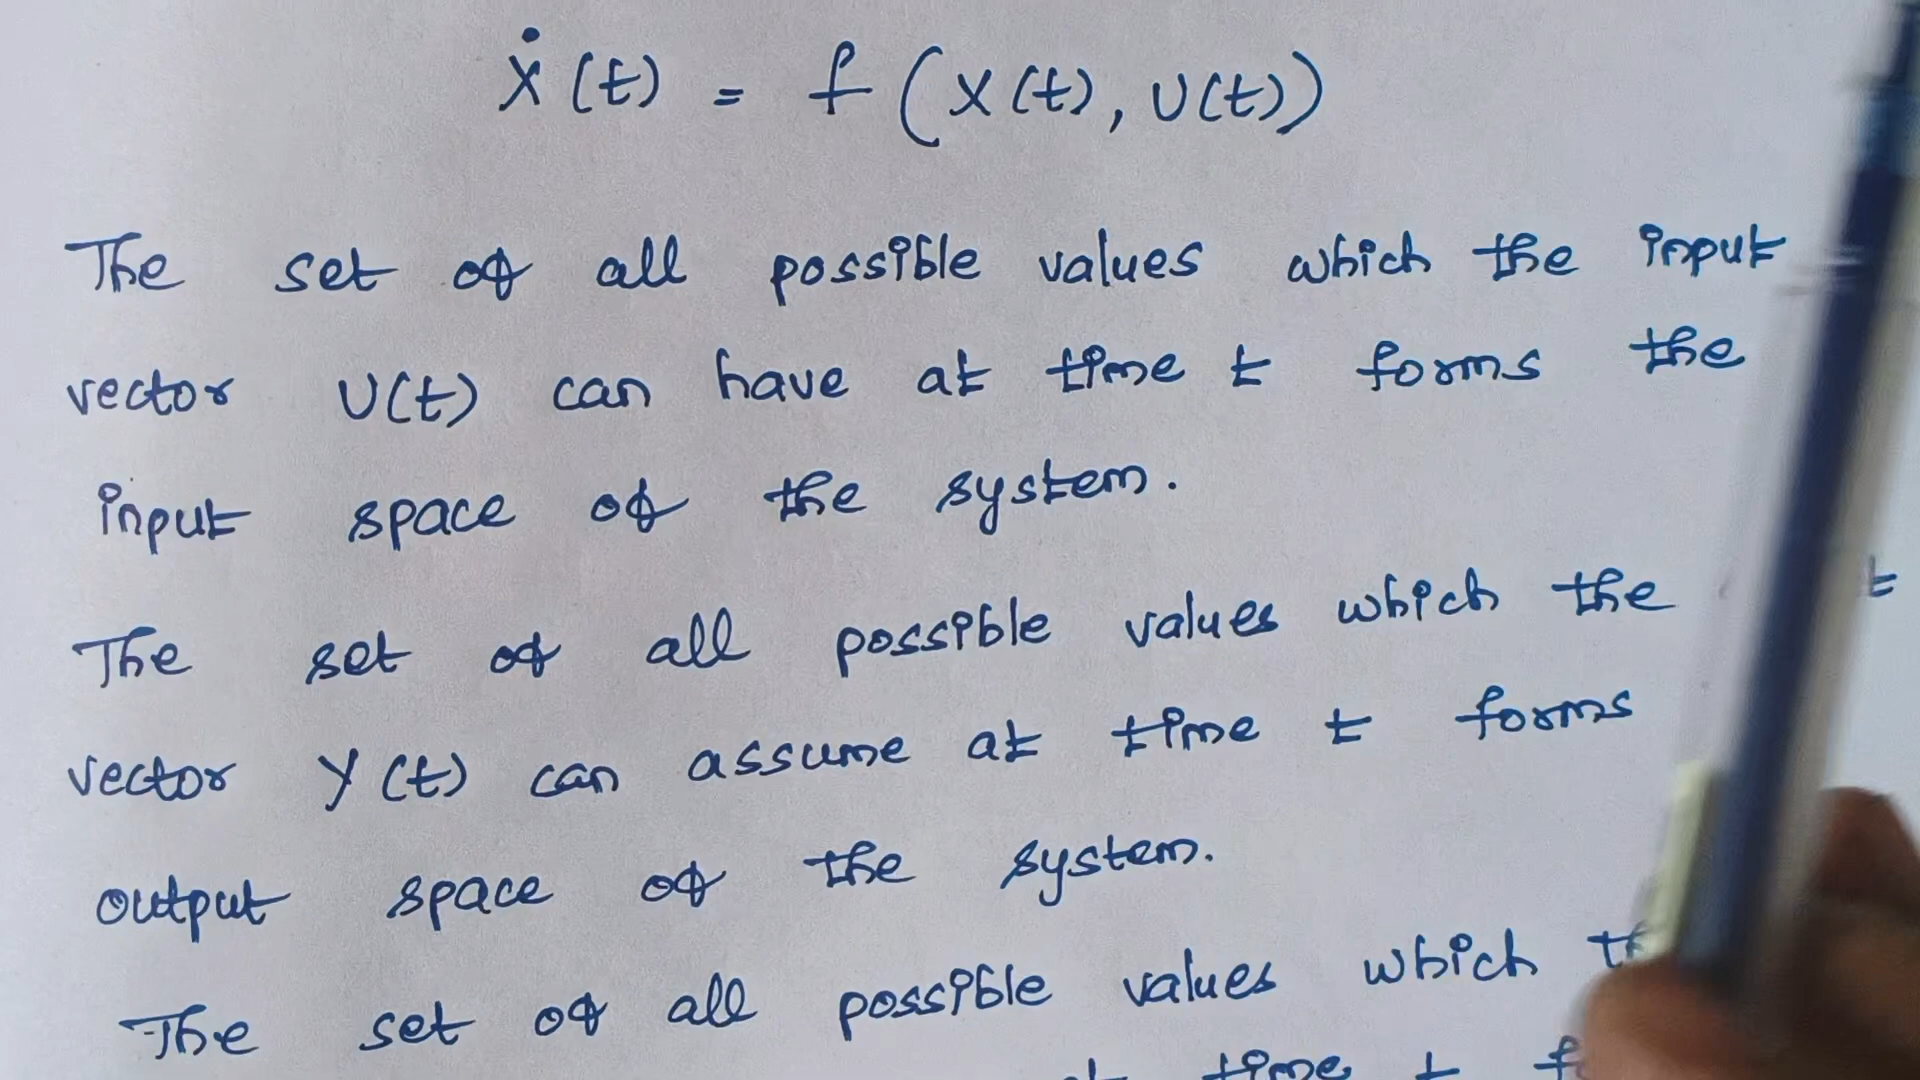 Ẋ(t) = f(X(t), U(t))
The set of all possible values which the input
vector U(t) can have at time t forms the
input space of the system.
The set of all possible values which the
vector Y(t) can assume at time t forms
output space of the system.
The set of all possible values which
time t